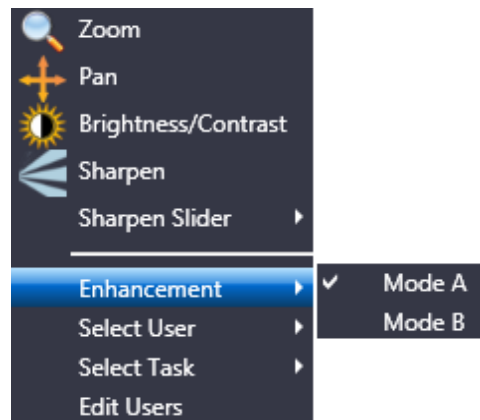 Zoom
Pan
Brightness/Contrast
Sharpen
Sharpen Slider
Enhancement
Mode A
Select User
Mode B
Select Task
Edit Users